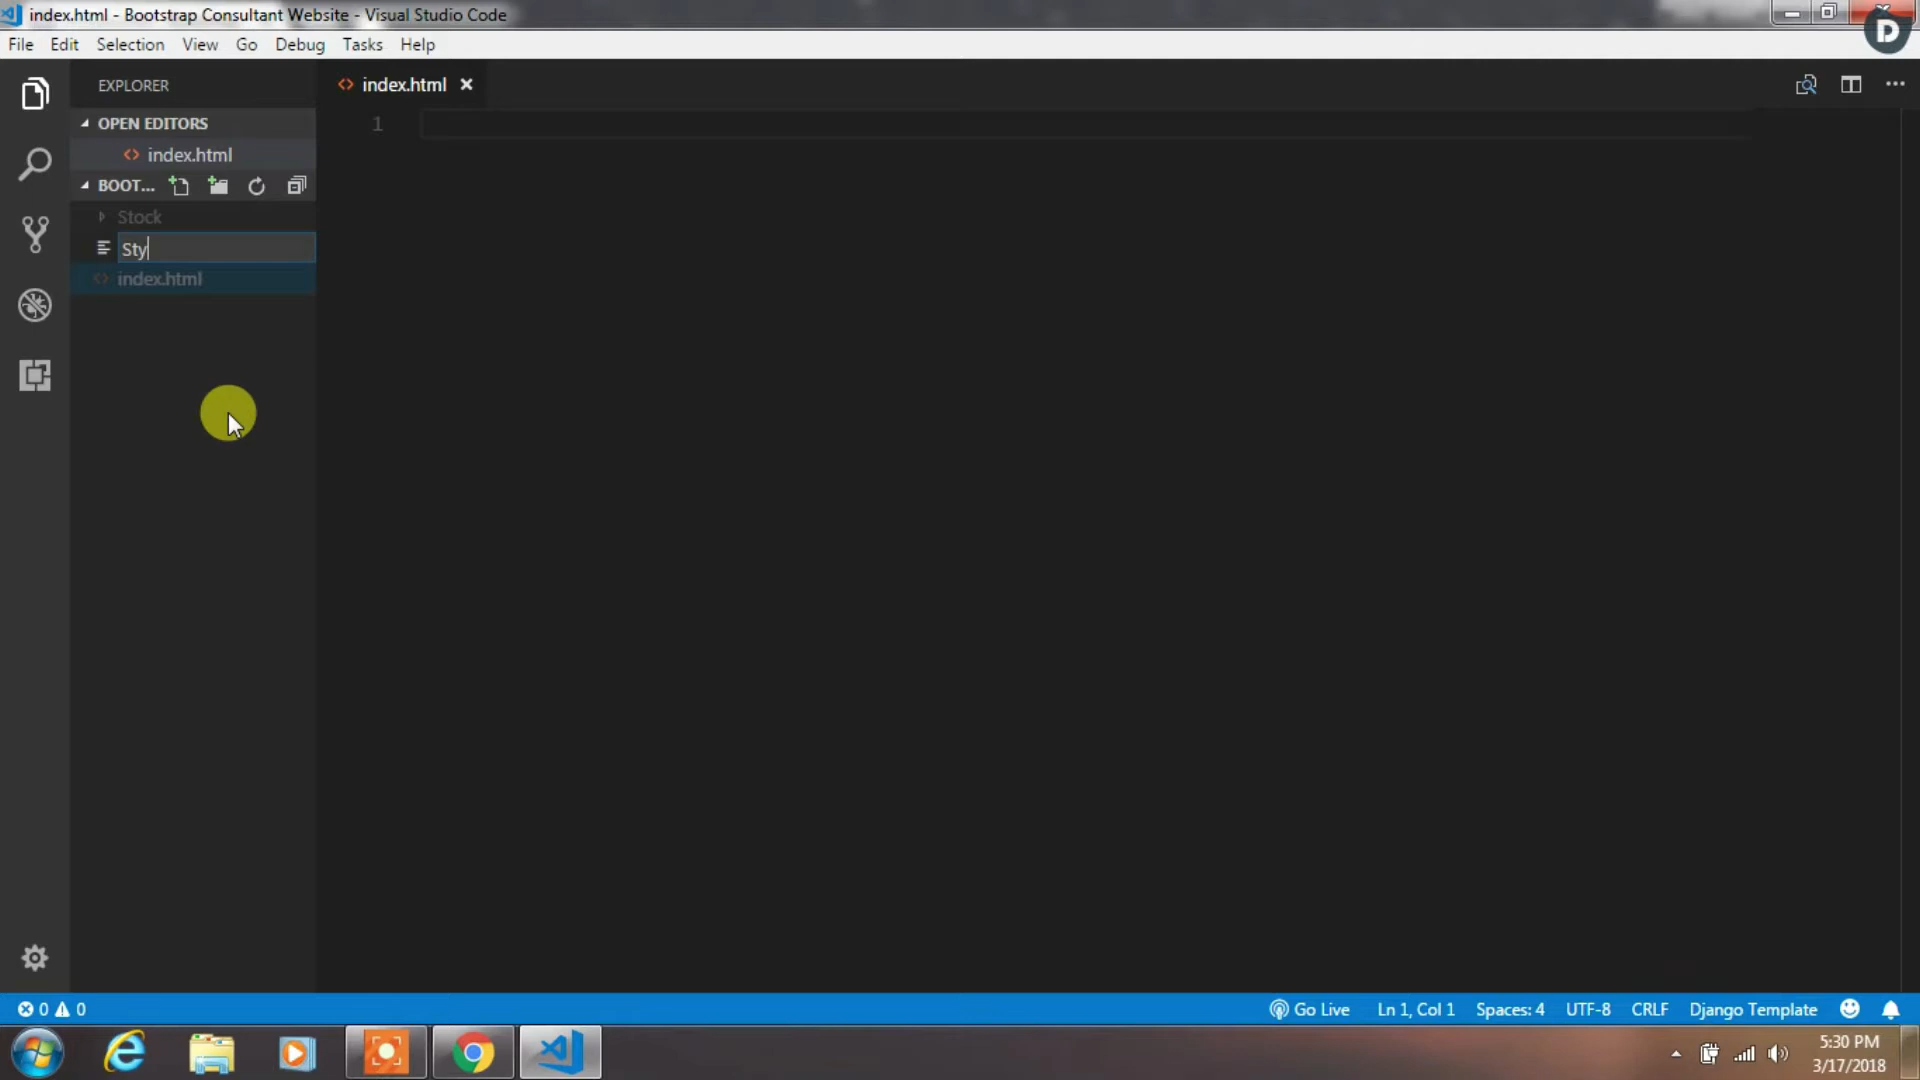 index.html - Bootstrap Consultant Website - Visual Studio Code
D
File Edit Selection View Go Debug Tasks Help
EXPLORER
index.html
OPEN EDITORS
index.html
BOOT...
Stock
Sty
index.html
1
0 0
Go Live Ln 1, Col 1 Spaces: 4 UTF-8 CRLF Django Template
5:30 PM
3/17/2018